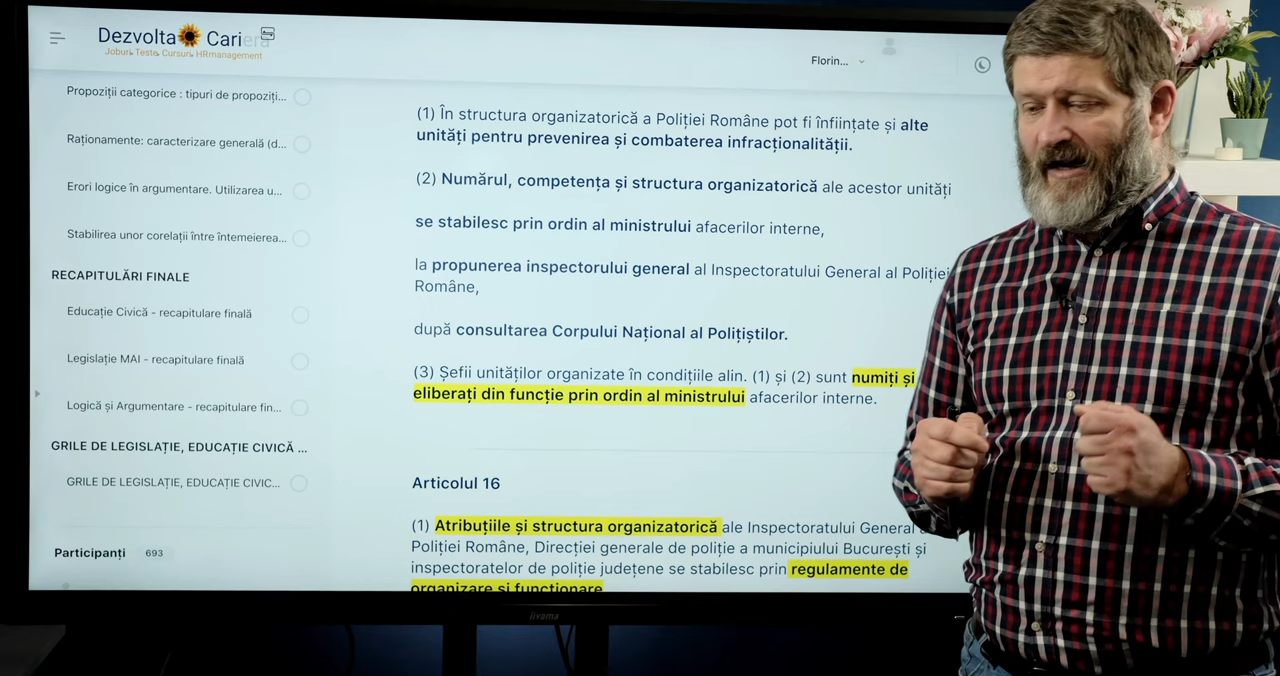 Dezvolta Cariera
Joburi. Teste. Cursuri. HRmanagement
Florin...
Propoziții categorice : tipuri de propoziți...
Raționamente: caracterizare generală (d...
Erori logice în argumentare. Utilizarea u...
Stabilirea unor corelații între întemeierea...
RECAPITULĂRI FINALE
Educație Civică - recapitulare finală
Legislație MAI - recapitulare finală
Logică și Argumentare - recapitulare fin...
GRILE DE LEGISLAȚIE, EDUCAȚIE CIVICĂ ...
GRILE DE LEGISLAȚIE, EDUCAȚIE CIVIC...
Participanți 693
(1) În structura organizatorică a Poliției Române pot fi înființate și alte
unități pentru prevenirea și combaterea infracționalității.
(2) Numărul, competența și structura organizatorică ale acestor unități
se stabilesc prin ordin al ministrului afacerilor interne,
la propunerea inspectorului general al Inspectoratului General al Poliției
Române,
după consultarea Corpului Național al Polițiștilor.
(3) Șefii unităților organizate în condițiile alin. (1) și (2) sunt numiți și
eliberați din funcție prin ordin al ministrului afacerilor interne.
Articolul 16
(1) Atribuțiile și structura organizatorică ale Inspectoratului General
Poliției Române, Direcției generale de poliție a municipiului București și
inspectoratelor de poliție județene se stabilesc prin regulamente de
organizare și funcționare
iiyama